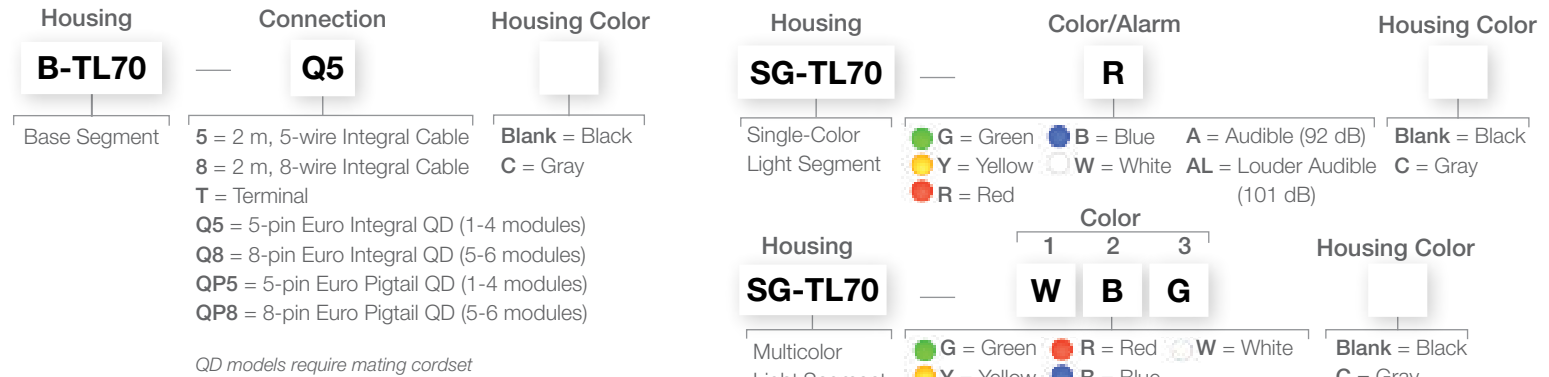 Housing Connection Housing Color
B-TL70 — Q5
Base Segment
5 = 2 m, 5-wire Integral Cable
8 = 2 m, 8-wire Integral Cable
T = Terminal
Q5 = 5-pin Euro Integral QD (1-4 modules)
Q8 = 8-pin Euro Integral QD (5-6 modules)
QP5 = 5-pin Euro Pigtail QD (1-4 modules)
QP8 = 8-pin Euro Pigtail QD (5-6 modules)
QD models require mating cordset
Blank = Black
C = Gray
Housing Color/Alarm Housing Color
SG-TL70 — R
Single-Color
Light Segment
G = Green B = Blue A = Audible (92 dB)
Y = Yellow W = White AL = Louder Audible
R = Red (101 dB)
Blank = Black
C = Gray
Color
Housing 1 2 3 Housing Color
SG-TL70 — W B G
Multicolor
Light Segment
G = Green R = Red W = White
Y = Yellow B = Blue
Blank = Black
C = Gray